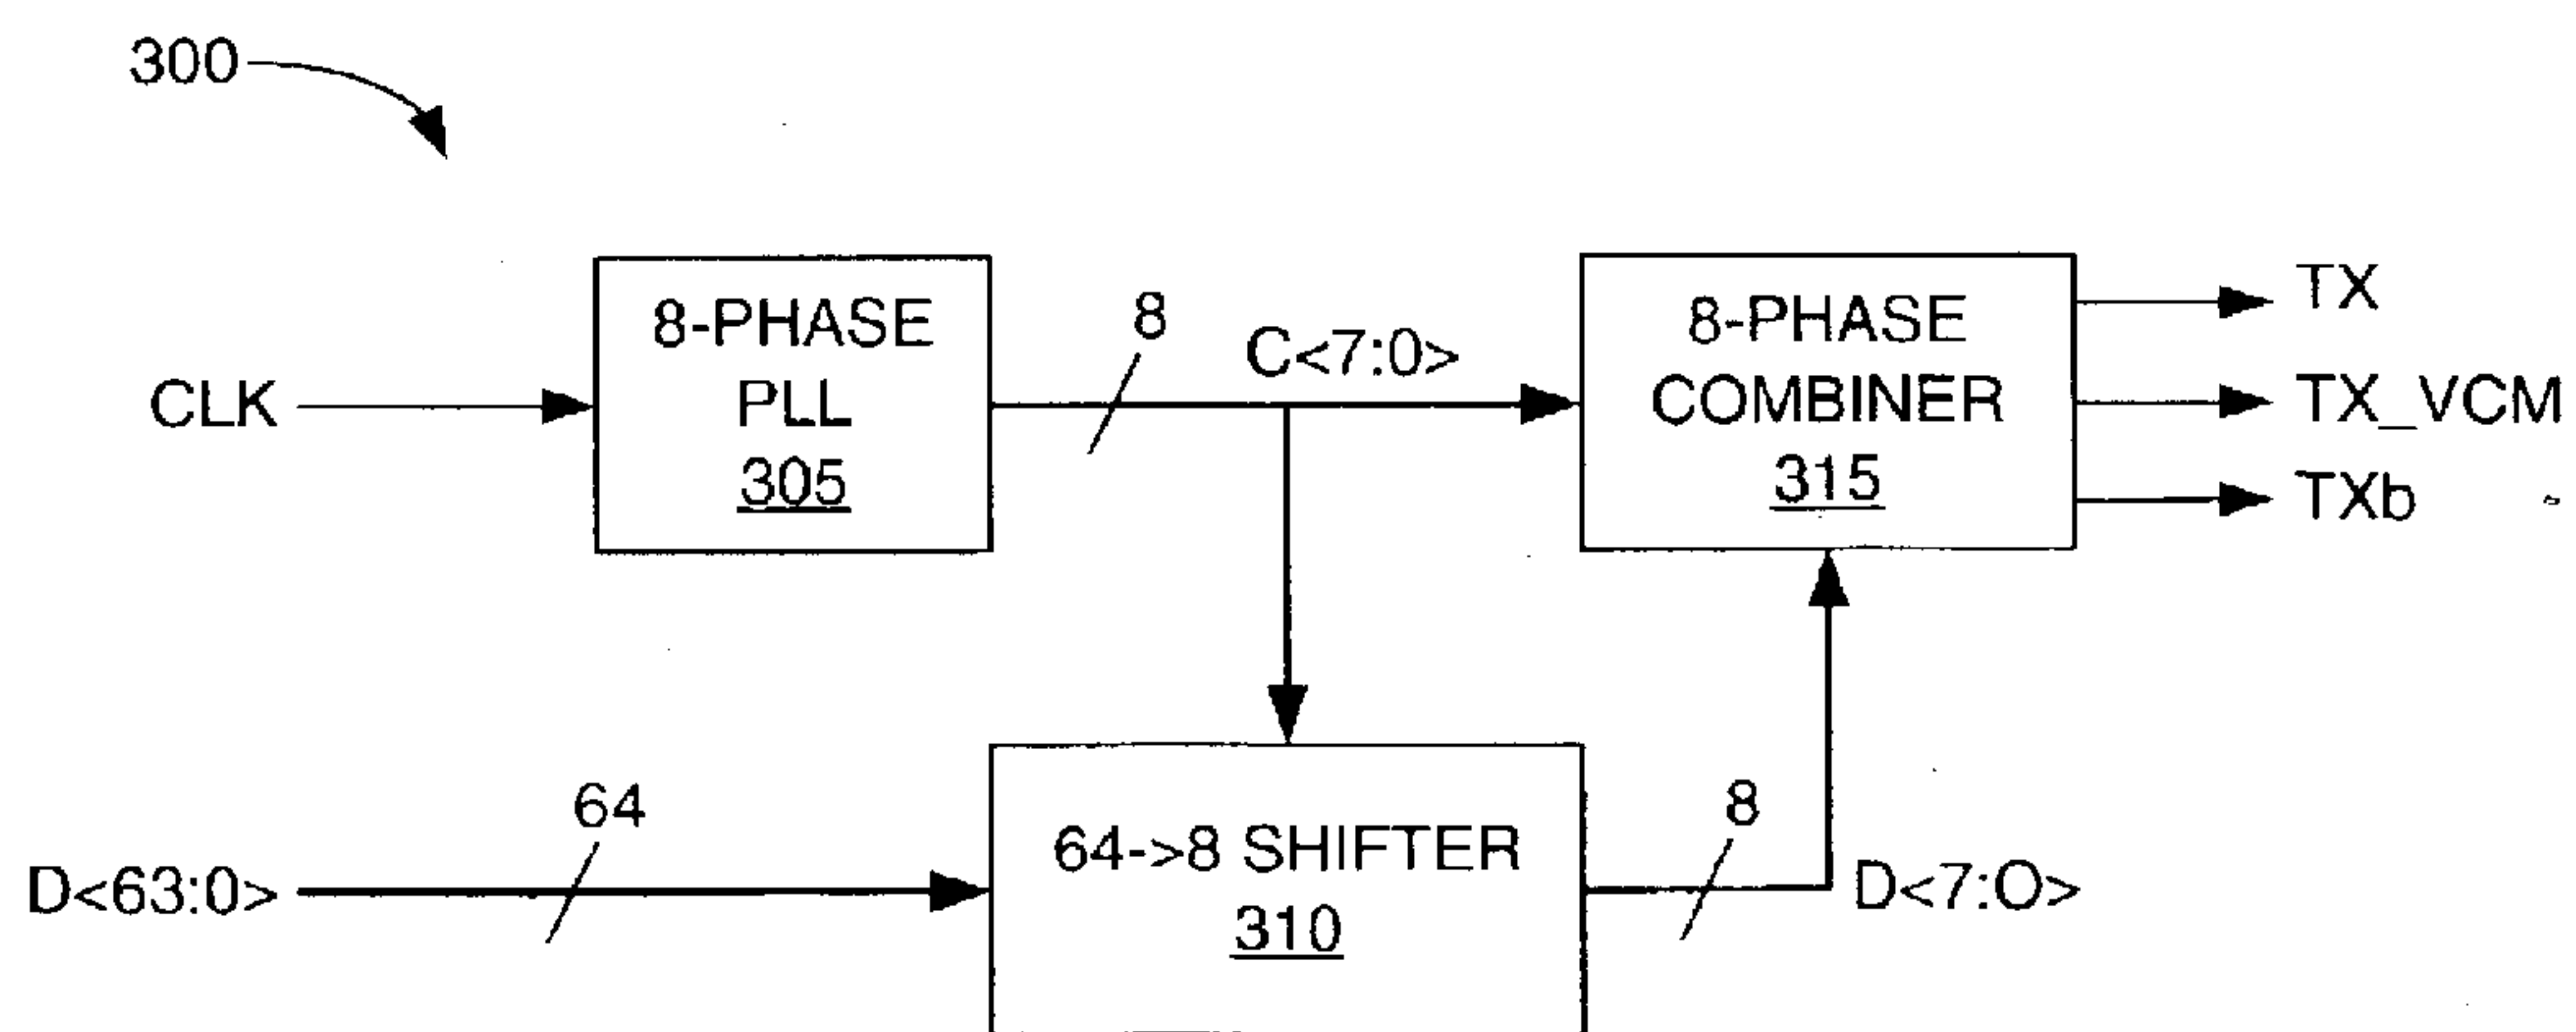 300
8-PHASE
PLL
305
CLK
8
C<7:0>
8-PHASE
COMBINER
315
TX
TX_VCM
TXb
D<63:0>
64
64->8 SHIFTER
310
8
D<7:O>